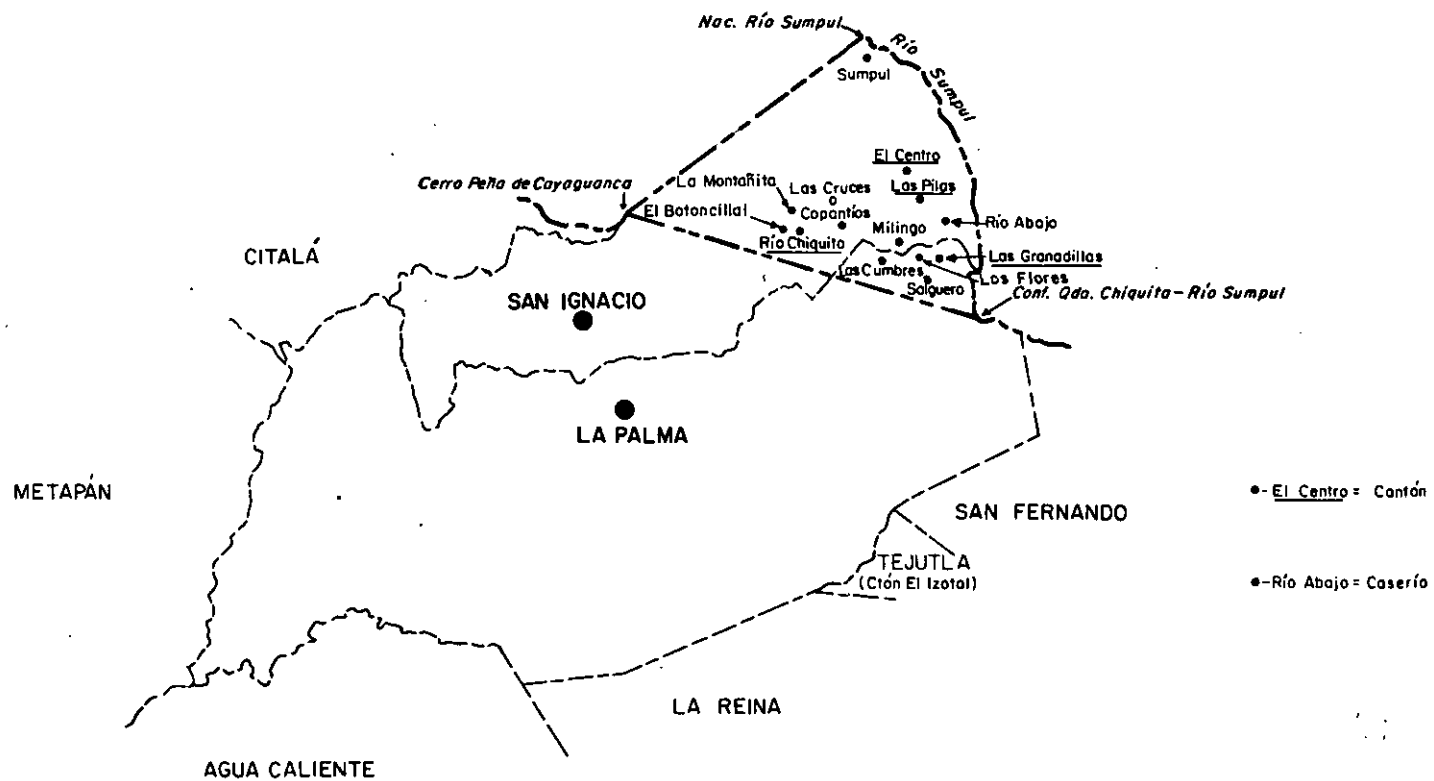 Nac. Río Sumpul
Río Sumpul
Sumpul
El Centro
Cerro Peña de Cayaguanca
La Montañita
Las Cruces
Las Pilas
El Botoncillal
Copantíos
Río Abajo
Río Chiquito
Milingo
CITALÁ
Las Granadillas
Las Cumbres
Los Flores
Salguero
Conf. Qda. Chiquita-Río Sumpul
SAN IGNACIO
LA PALMA
METAPÁN
SAN FERNANDO
●-El Centro = Cantón
TEJUTLA
(Ctón El Izotal)
●-Río Abajo = Caserío
LA REINA
AGUA CALIENTE